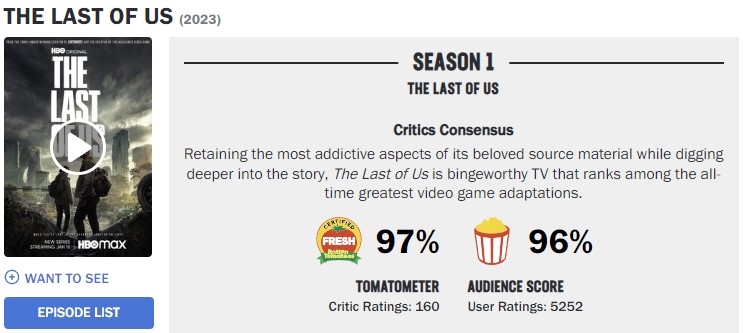 THE LAST OF US (2023)
HBO ORIGINAL
THE
LAST
OF US
NEW SERIES
STREAMING JAN 15
HBOMAX
WANT TO SEE
EPISODE LIST
SEASON 1
THE LAST OF US
Critics Consensus
Retaining the most addictive aspects of its beloved source material while digging
deeper into the story, The Last of Us is bingeworthy TV that ranks among the all-
time greatest video game adaptations.
CERTIFIED
FRESH
Rotten
Tomatoes
97%
96%
TOMATOMETER
AUDIENCE SCORE
Critic Ratings: 160
User Ratings: 5252